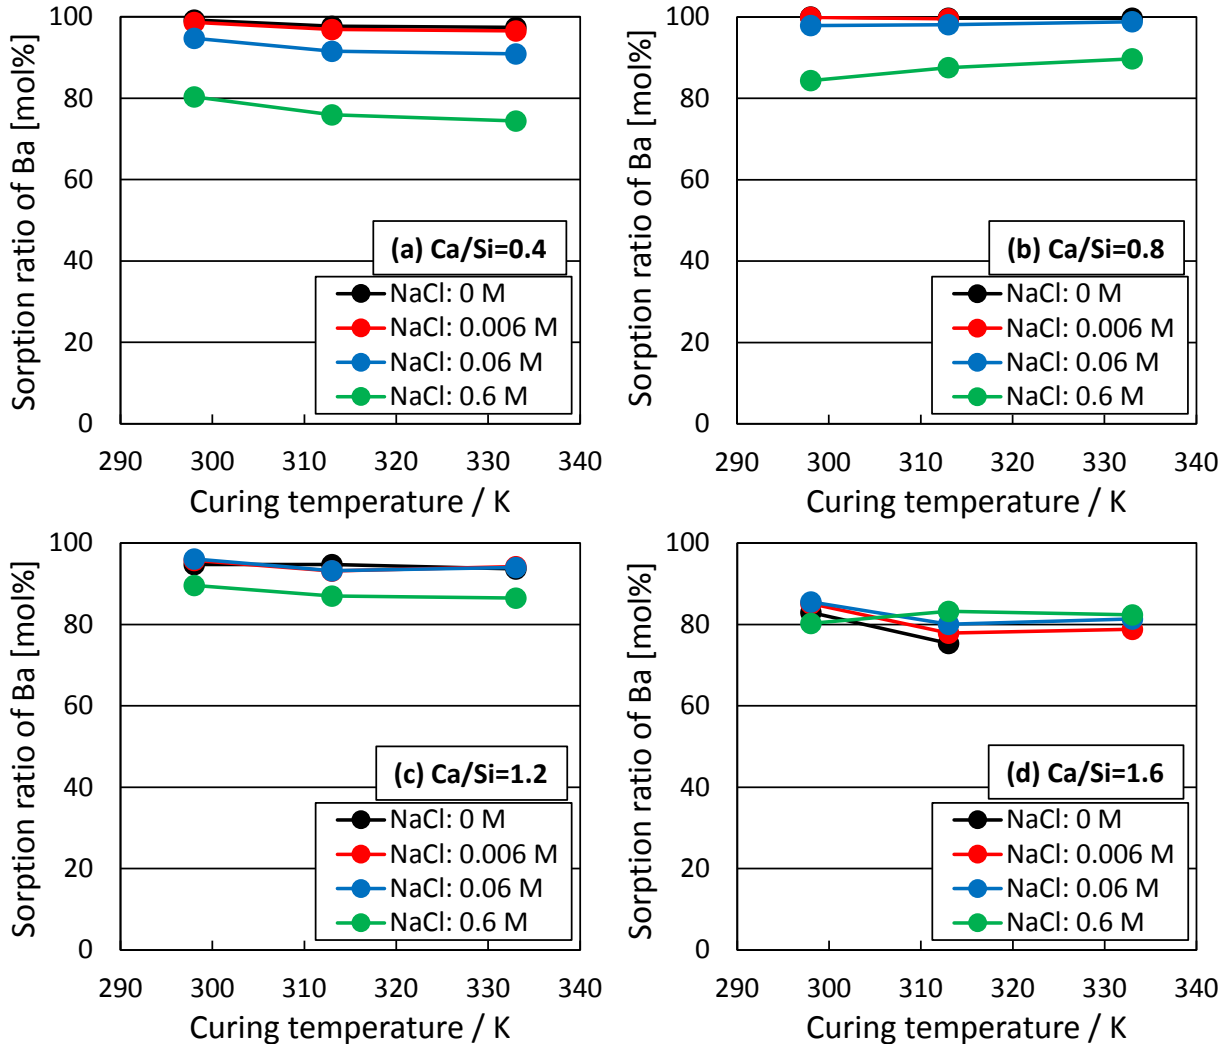 Sorption ratio of Ba [mol%]
100
80
60
40
20
0
(a) Ca/Si=0.4
NaCl: 0 M
NaCl: 0.006 M
NaCl: 0.06 M
NaCl: 0.6 M
290 300 310 320 330 340
Curing temperature / K
Sorption ratio of Ba [mol%]
100
80
60
40
20
0
(b) Ca/Si=0.8
NaCl: 0 M
NaCl: 0.006 M
NaCl: 0.06 M
NaCl: 0.6 M
290 300 310 320 330 340
Curing temperature / K
Sorption ratio of Ba [mol%]
100
80
60
40
20
0
(c) Ca/Si=1.2
NaCl: 0 M
NaCl: 0.006 M
NaCl: 0.06 M
NaCl: 0.6 M
290 300 310 320 330 340
Curing temperature / K
Sorption ratio of Ba [mol%]
100
80
60
40
20
0
(d) Ca/Si=1.6
NaCl: 0 M
NaCl: 0.006 M
NaCl: 0.06 M
NaCl: 0.6 M
290 300 310 320 330 340
Curing temperature / K